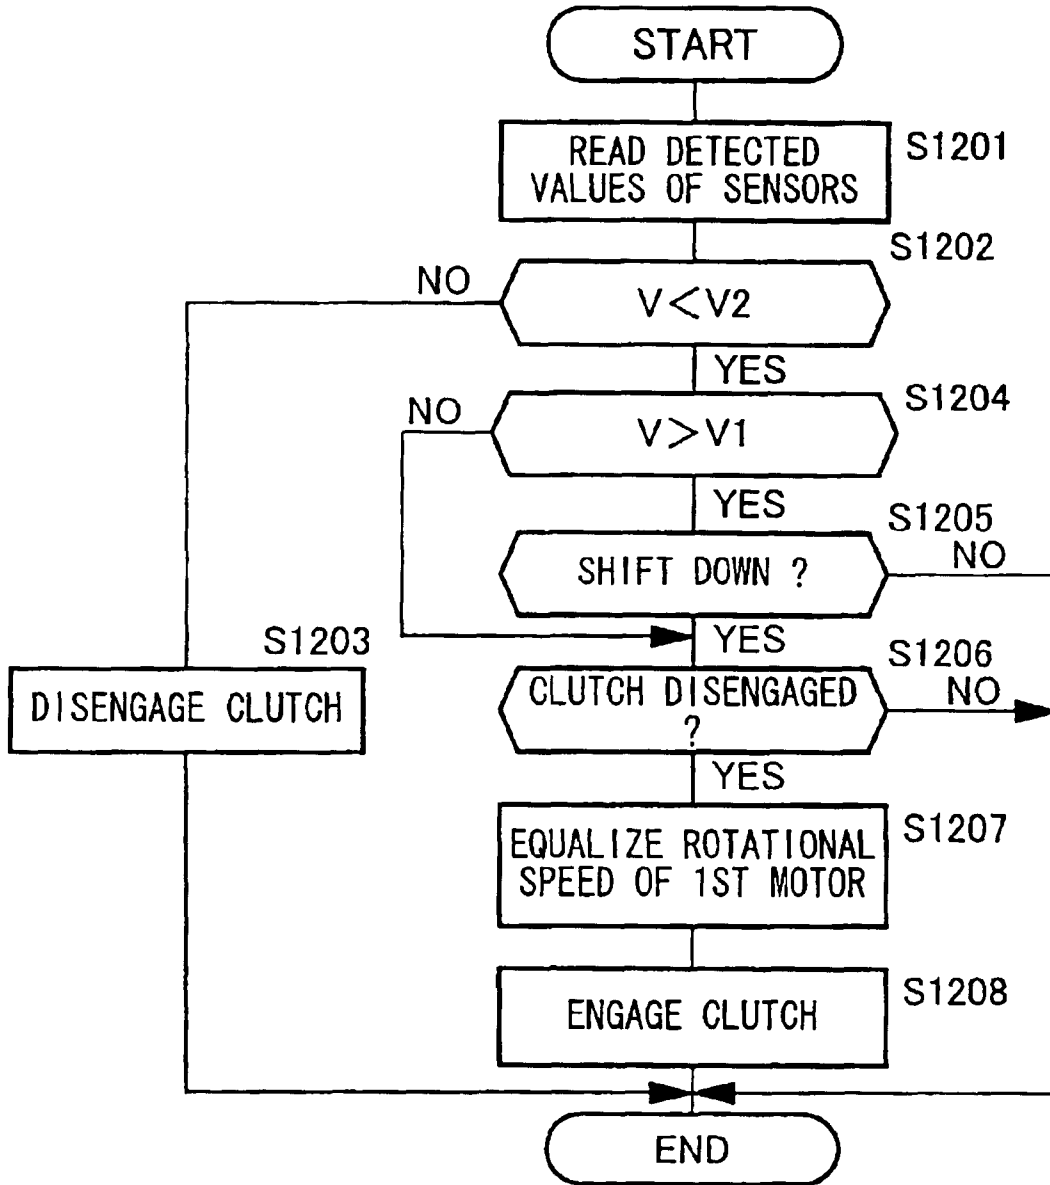 START
READ DETECTED
VALUES OF SENSORS
S1201
S1202
NO
V<V2
YES
S1204
NO
V>V1
YES
S1205
SHIFT DOWN ?
NO
YES
S1203
DISENGAGE CLUTCH
S1206
CLUTCH DISENGAGED
?
NO
YES
S1207
EQUALIZE ROTATIONAL
SPEED OF 1ST MOTOR
S1208
ENGAGE CLUTCH
END